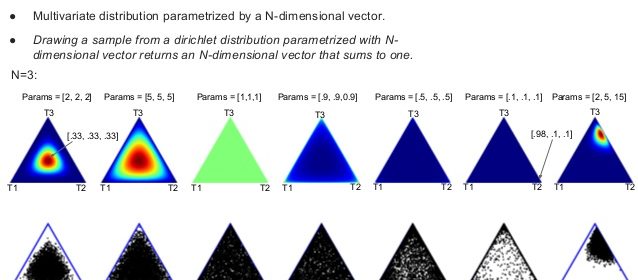 ● Multivariate distribution parametrized by a N-dimensional vector.
● Drawing a sample from a dirichlet distribution parametrized with N-
dimensional vector returns an N-dimensional vector that sums to one.
N=3:
Params = [2, 2, 2] Params = [5, 5, 5] Params = [1,1,1] Params = [.9, .9,0.9] Params = [.5, .5,.5] Params = [.1, .1, .1] Params = [2, 5, 15]
T3 T3 T3 T3 T3 T3 T3
[.33, .33, .33] [.98, .1, .1]
T1 T2 T1 T2 T1 T2 T1 T2 T1 T2 T1 T2 T1 T2